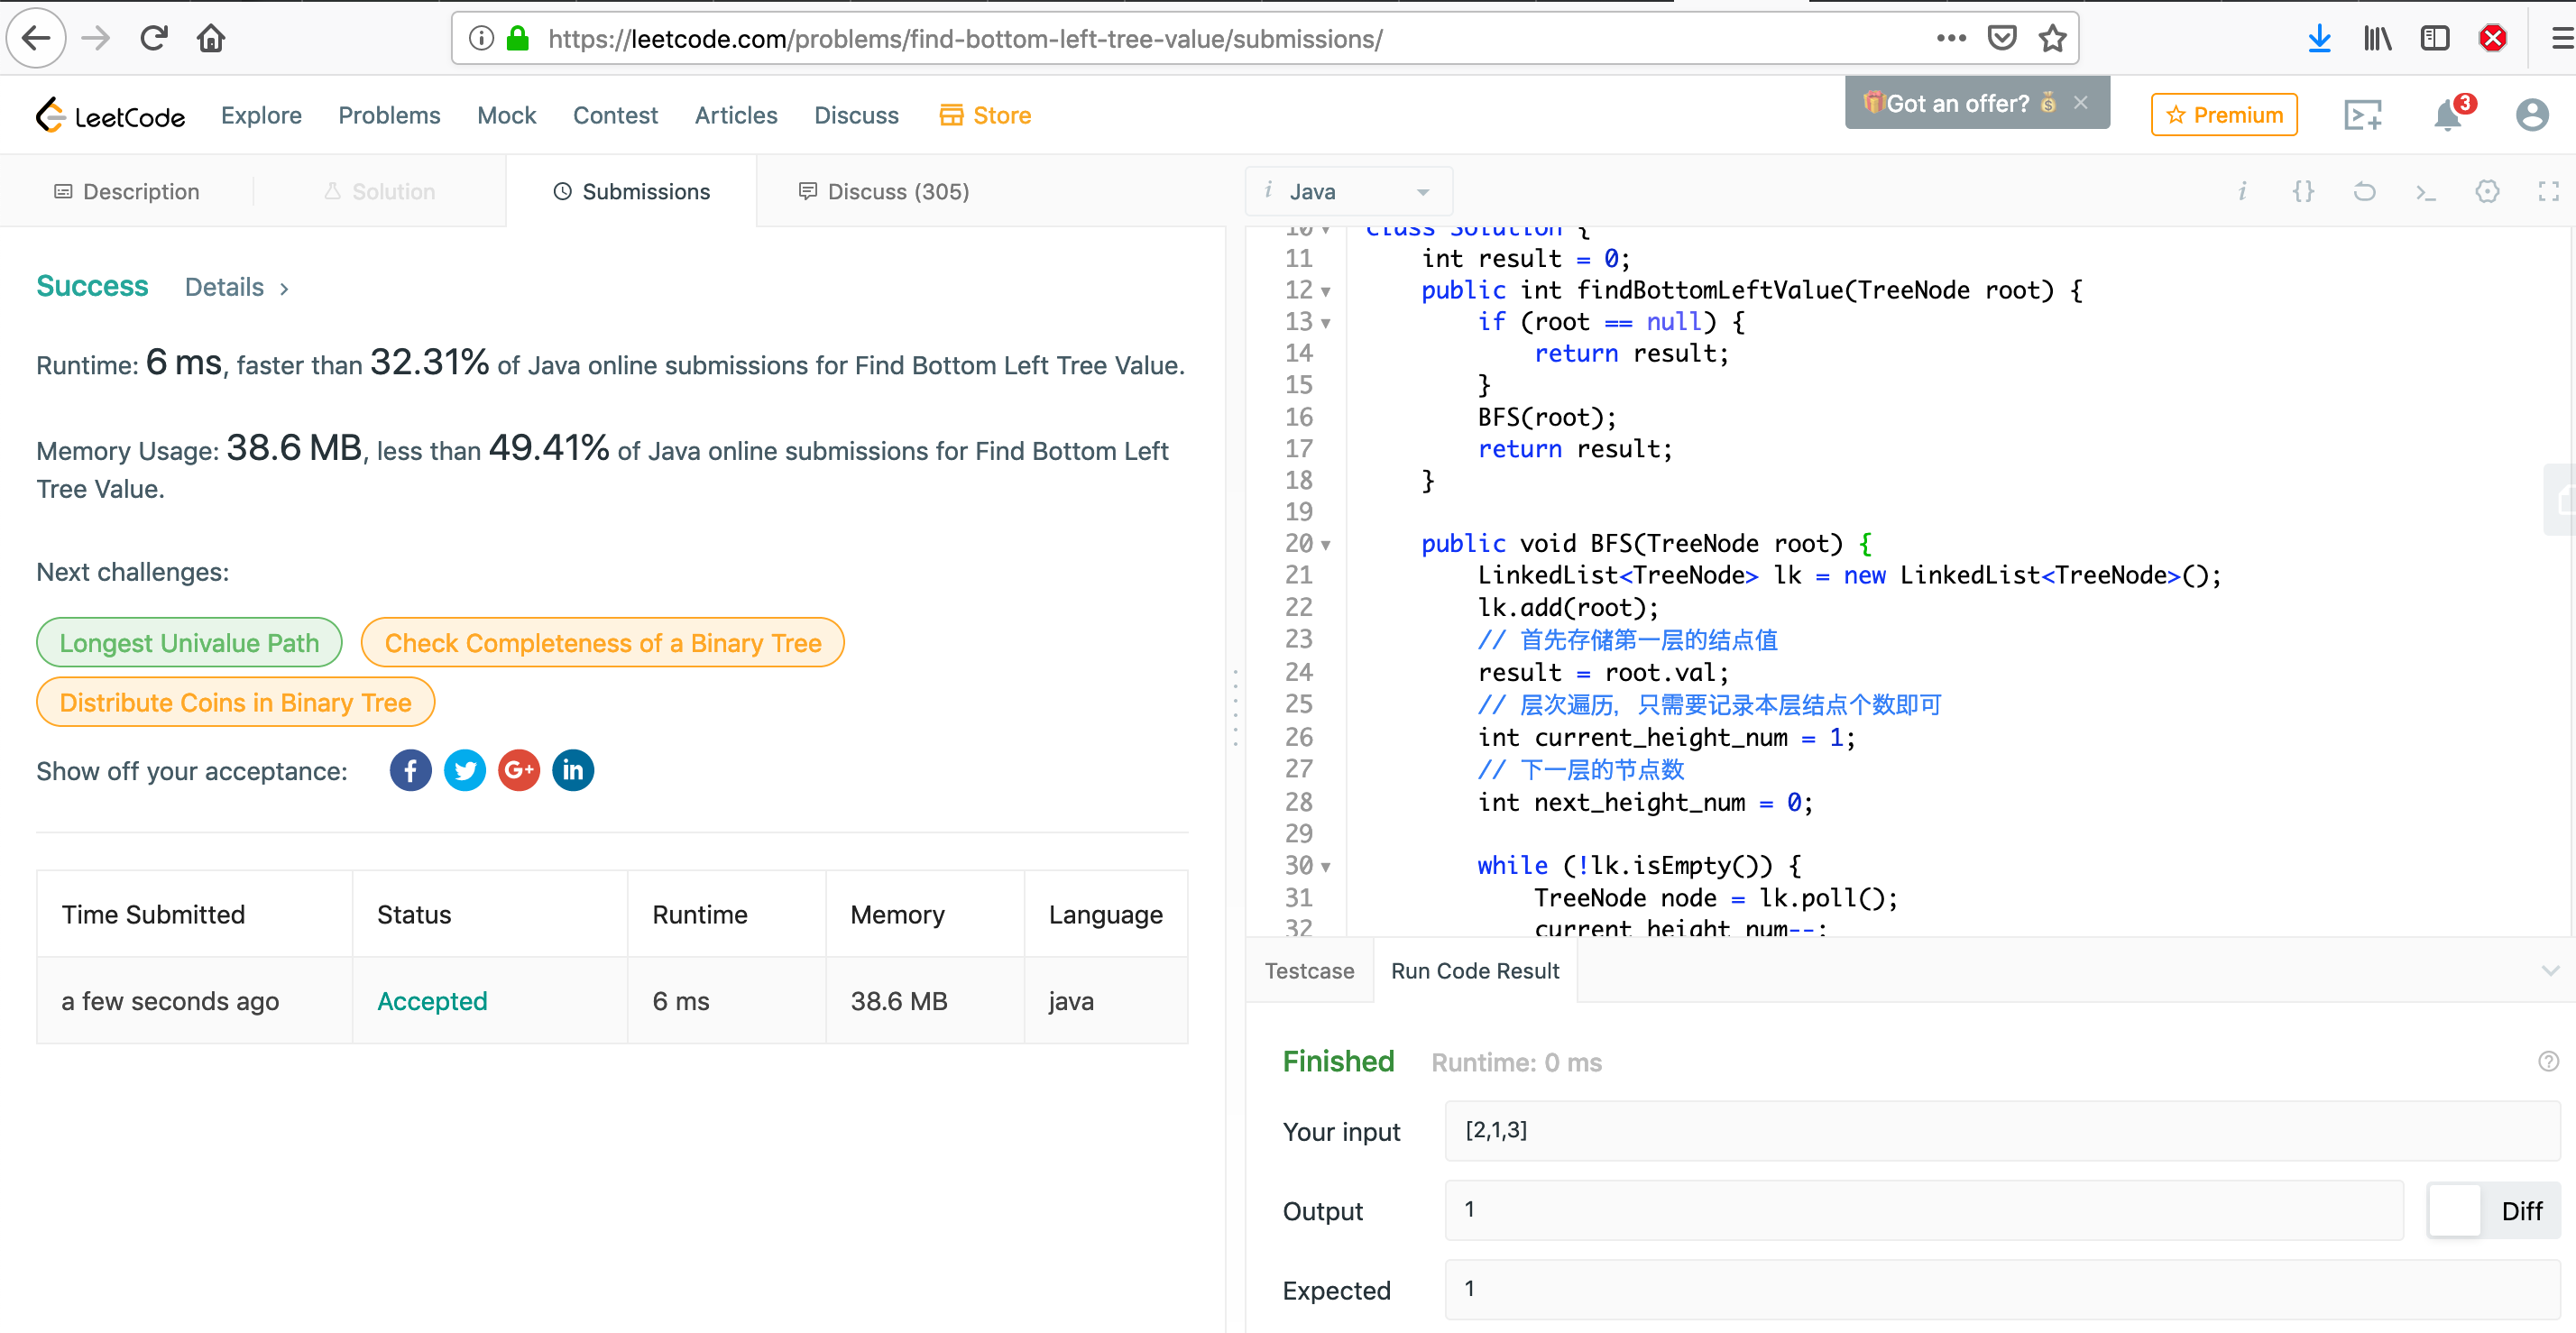 https://leetcode.com/problems/find-bottom-left-tree-value/submissions/
LeetCode Explore Problems Mock Contest Articles Discuss Store
Got an offer?
Premium
3
Description
Solution
Submissions
Discuss (305)
Success Details
Runtime: 6 ms, faster than 32.31% of Java online submissions for Find Bottom Left Tree Value.
Memory Usage: 38.6 MB, less than 49.41% of Java online submissions for Find Bottom Left
Tree Value.
Next challenges:
Longest Univalue Path
Check Completeness of a Binary Tree
Distribute Coins in Binary Tree
Show off your acceptance:
f G+ in
Time Submitted Status Runtime Memory Language
a few seconds ago Accepted 6 ms 38.6 MB java
i Java
i {} >_
10 class Solution {
11 int result = 0;
12 public int findBottomLeftValue(TreeNode root) {
13 if (root == null) {
14 return result;
15 }
16 BFS(root);
17 return result;
18 }
19
20 public void BFS(TreeNode root) {
21 LinkedList<TreeNode> lk = new LinkedList<TreeNode>();
22 lk.add(root);
23 // 首先存储第一层的结点值
24 result = root.val;
25 // 层次遍历，只需要记录本层结点个数即可
26 int current_height_num = 1;
27 // 下一层的节点数
28 int next_height_num = 0;
29
30 while (!lk.isEmpty()) {
31 TreeNode node = lk.poll();
32 current_height_num--;
Testcase
Run Code Result
Finished Runtime: 0 ms
Your input [2,1,3]
Output 1
Diff
Expected 1